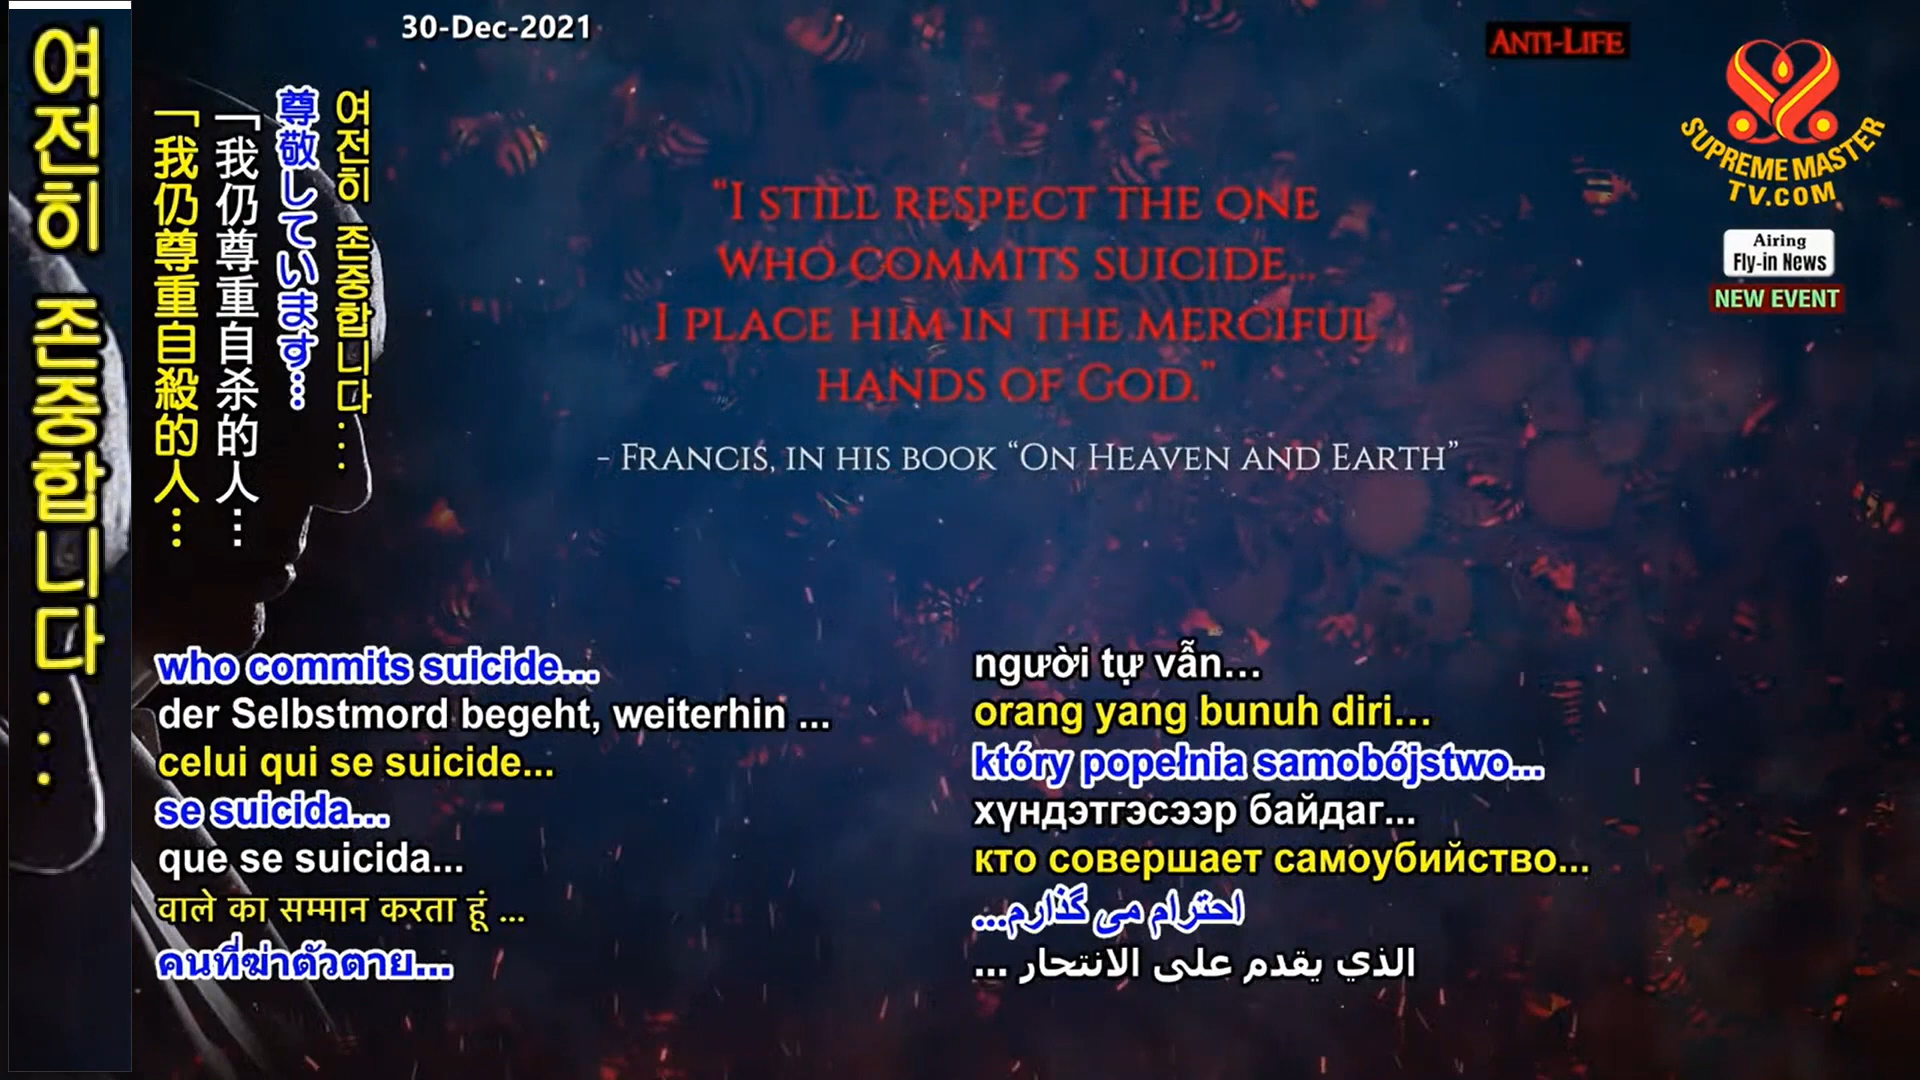 여전히 존중합니다...
30-Dec-2021
여전히 존중합니다...
尊敬しています…
「我仍尊重自杀的人…
「我仍尊重自殺的人…
ANTI-LIFE
SUPREME MASTER
TV.COM
Airing
Fly-in News
NEW EVENT
“I STILL RESPECT THE ONE
WHO COMMITS SUICIDE...
I PLACE HIM IN THE MERCIFUL
HANDS OF GOD.”
- FRANCIS, IN HIS BOOK “ON HEAVEN AND EARTH”
who commits suicide...
der Selbstmord begeht, weiterhin ...
celui qui se suicide...
se suicida...
que se suicida...
वाले का सम्मान करता हूं ...
คนที่ฆ่าตัวตาย...
người tự vẫn...
orang yang bunuh diri...
który popełnia samobójstwo...
хүндэтгэсээр байдаг...
кто совершает самоубийство...
احترام می گذارم...
الذي يقدم على الانتحار ...